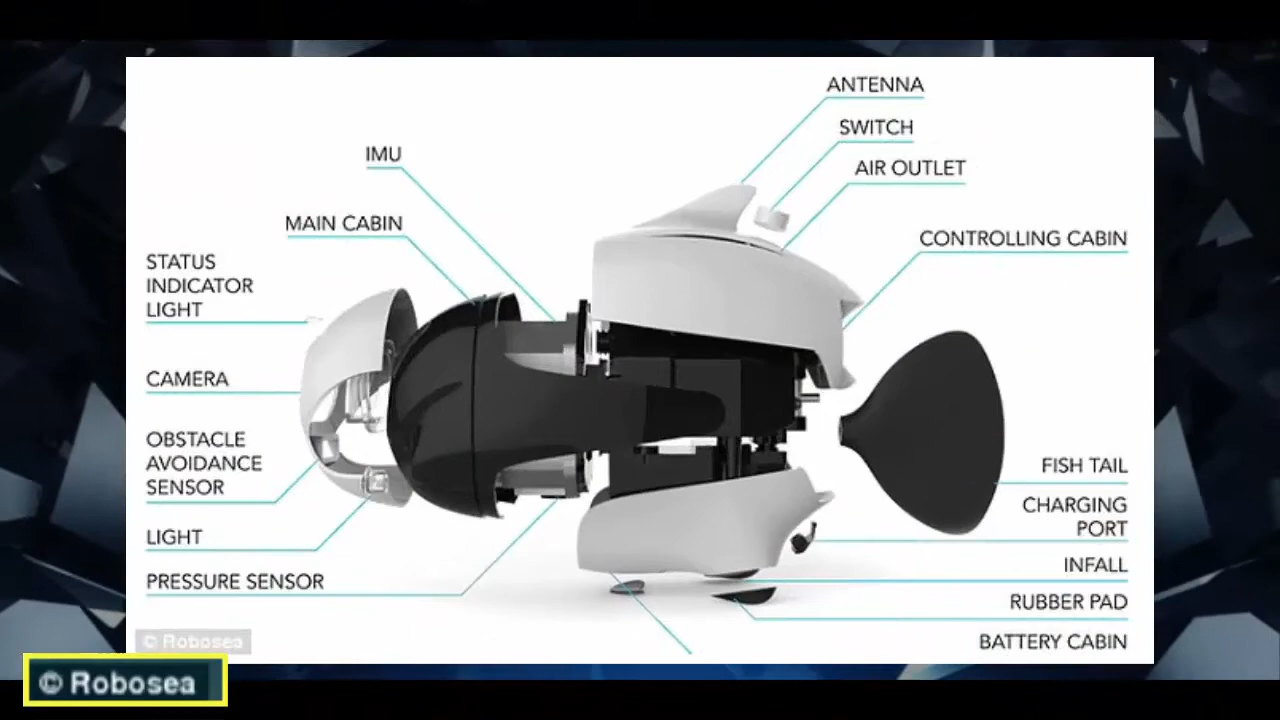 ANTENNA
SWITCH
IMU
AIR OUTLET
MAIN CABIN
CONTROLLING CABIN
STATUS
INDICATOR
LIGHT
CAMERA
OBSTACLE
AVOIDANCE
SENSOR
FISH TAIL
CHARGING
PORT
LIGHT
INFALL
PRESSURE SENSOR
RUBBER PAD
BATTERY CABIN
© Robosea
© Robosea